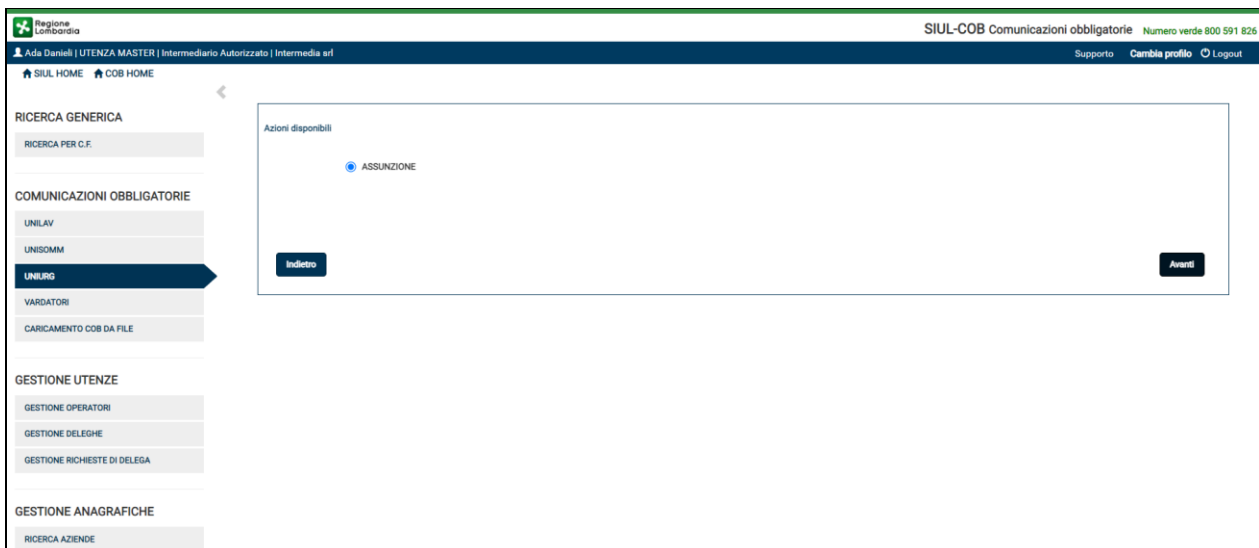 Regione
Lombardia
SIUL-COB Comunicazioni obbligatorie Numero verde 800 591 826
Ada Danieli | UTENZA MASTER | Intermediario Autorizzato | Intermedia srl
Supporto Cambia profilo Logout
SIUL HOME COB HOME
RICERCA GENERICA
RICERCA PER C.F.
COMUNICAZIONI OBBLIGATORIE
UNILAV
UNISOMM
UNIURG
VARDATORI
CARICAMENTO COB DA FILE
GESTIONE UTENZE
GESTIONE OPERATORI
GESTIONE DELEGHE
GESTIONE RICHIESTE DI DELEGA
GESTIONE ANAGRAFICHE
RICERCA AZIENDE
Azioni disponibili
ASSUNZIONE
Indietro
Avanti